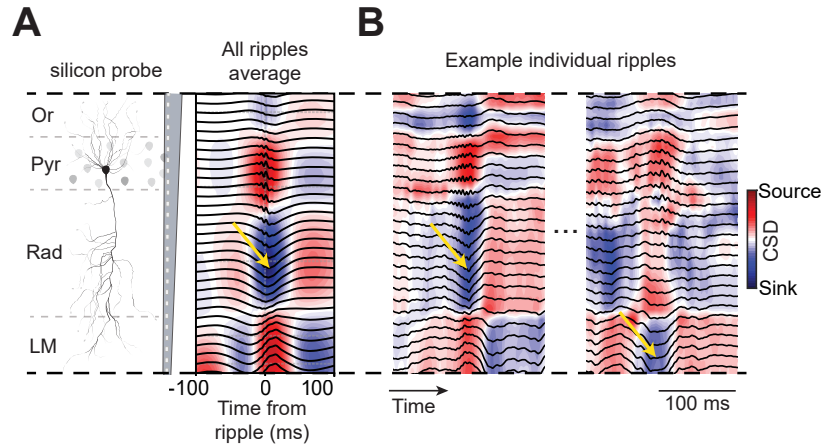 A
B
silicon probe
All ripples
average
Example individual ripples
Or
Pyr
Rad
LM
...
Source
CSD
Sink
-100
0
100
Time from
ripple (ms)
Time
100 ms